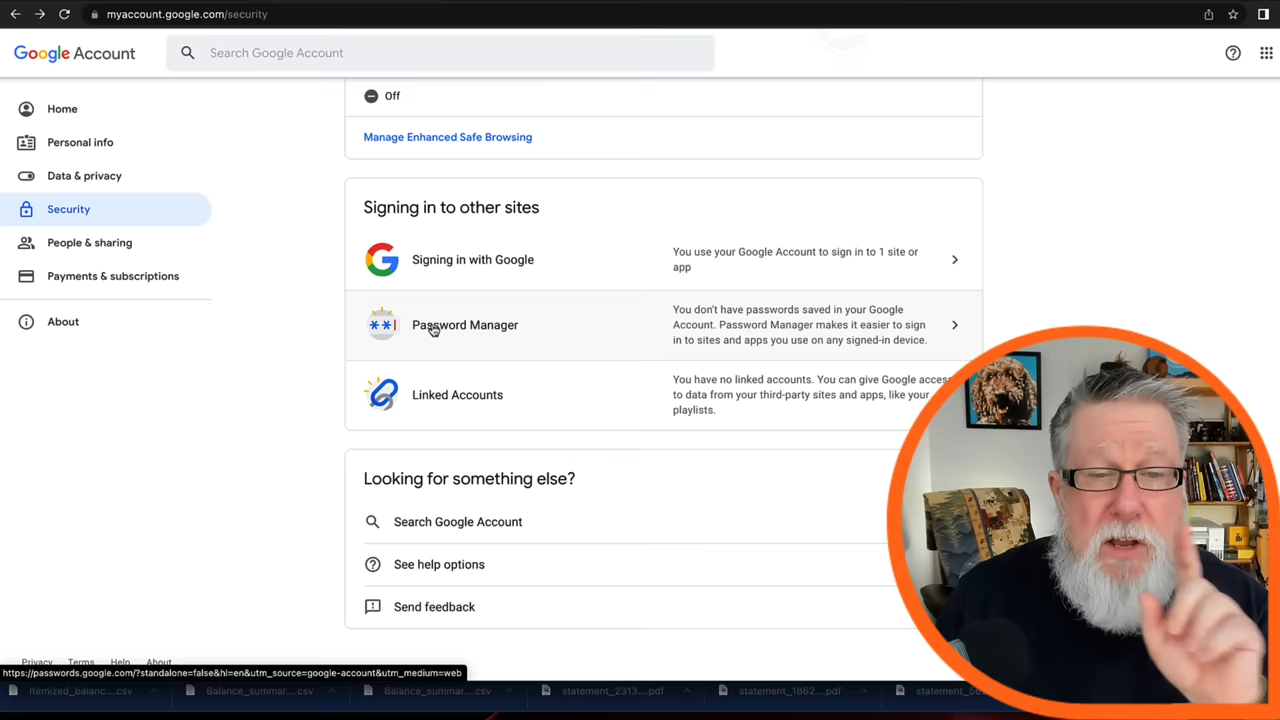 myaccount.google.com/security
Google Account
Search Google Account
Home
Personal info
Data & privacy
Security
People & sharing
Payments & subscriptions
About
Off
Manage Enhanced Safe Browsing
Signing in to other sites
Signing in with Google
You use your Google Account to sign in to 1 site or
app
Password Manager
You don't have passwords saved in your Google
Account. Password Manager makes it easier to sign
in to sites and apps you use on any signed-in device.
Linked Accounts
You have no linked accounts. You can give Google access
to data from your third-party sites and apps, like your
playlists.
Looking for something else?
Search Google Account
See help options
Send feedback
Privacy Terms Help About
https://passwords.google.com/?standalone=false&hl=en&utm_source=google-account&utm_medium=web
Itemized_balanc....csv
Balance_summar....csv
Balance_summar....csv
statement_2313....pdf
statement_1862....pdf